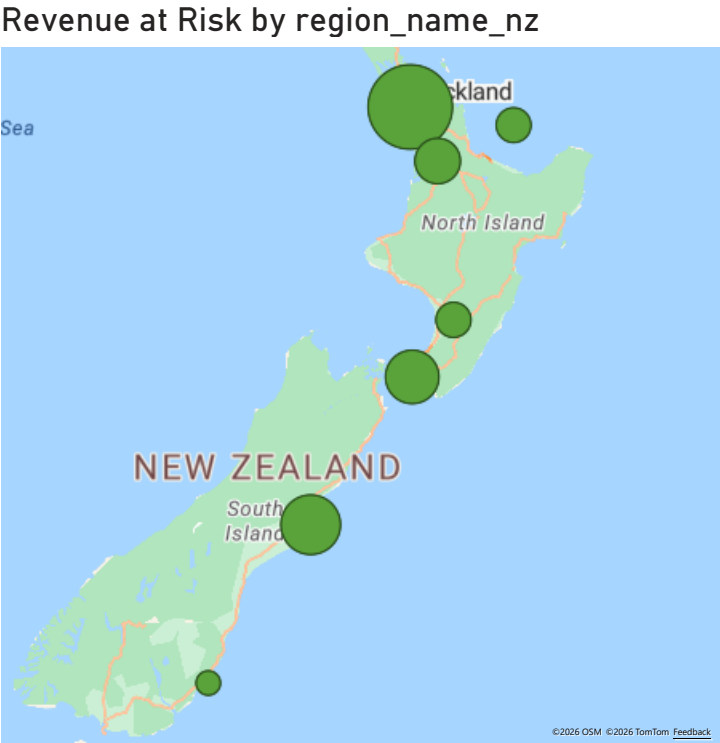 Revenue at Risk by region_name_nz
ckland
Sea
North Island
NEW ZEALAND
South
Island
©2026 OSM ©2026 TomTom Feedback